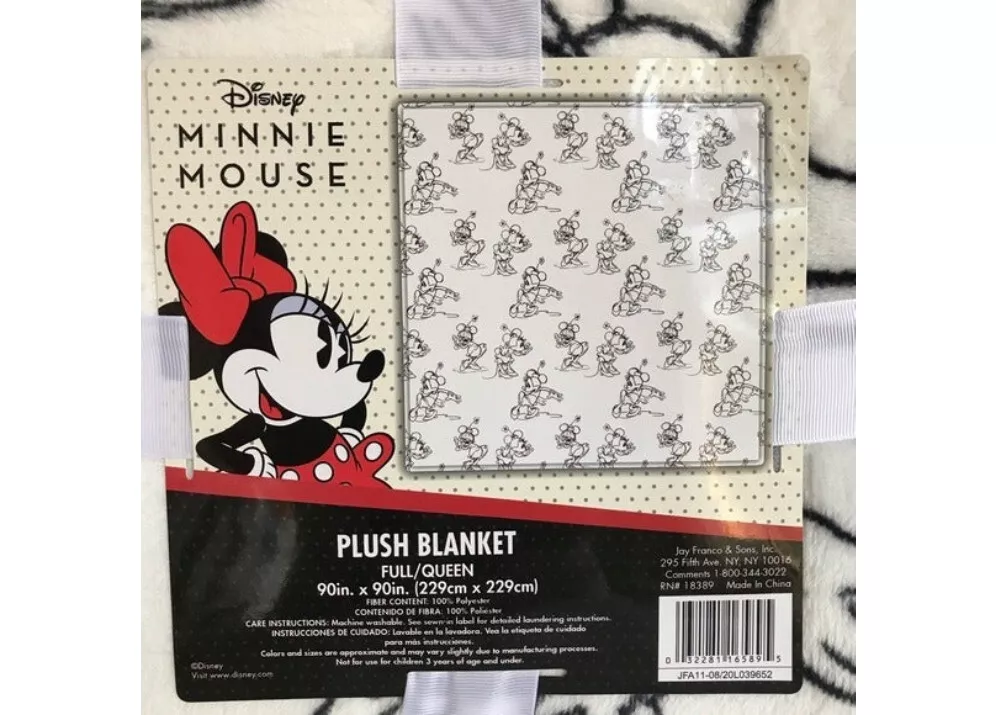 Disney
MINNIE
MOUSE
PLUSH BLANKET
FULL/QUEEN
90in. x 90in. (229cm x 229cm)
FIBER CONTENT: 100% Polyester
CONTENIDO DE FIBRA: 100% Poliéster
CARE INSTRUCTIONS: Machine washable. See sewn-in label for detailed laundering instructions.
INSTRUCCIONES DE CUIDADO: Lavable en la lavadora. Vea la etiqueta de cuidado
para más instrucciones.
Colors and sizes are approximate and may vary slightly due to manufacturing processes.
Not for use for children 3 years of age and under.
©Disney
Visit www.disney.com
Jay Franco & Sons, Inc.
295 Fifth Ave, NY, NY 10016
Comments 1-800-344-3022
RN# 18389 Made In China
0 32281 16589 5
JFA11-08/20L039652